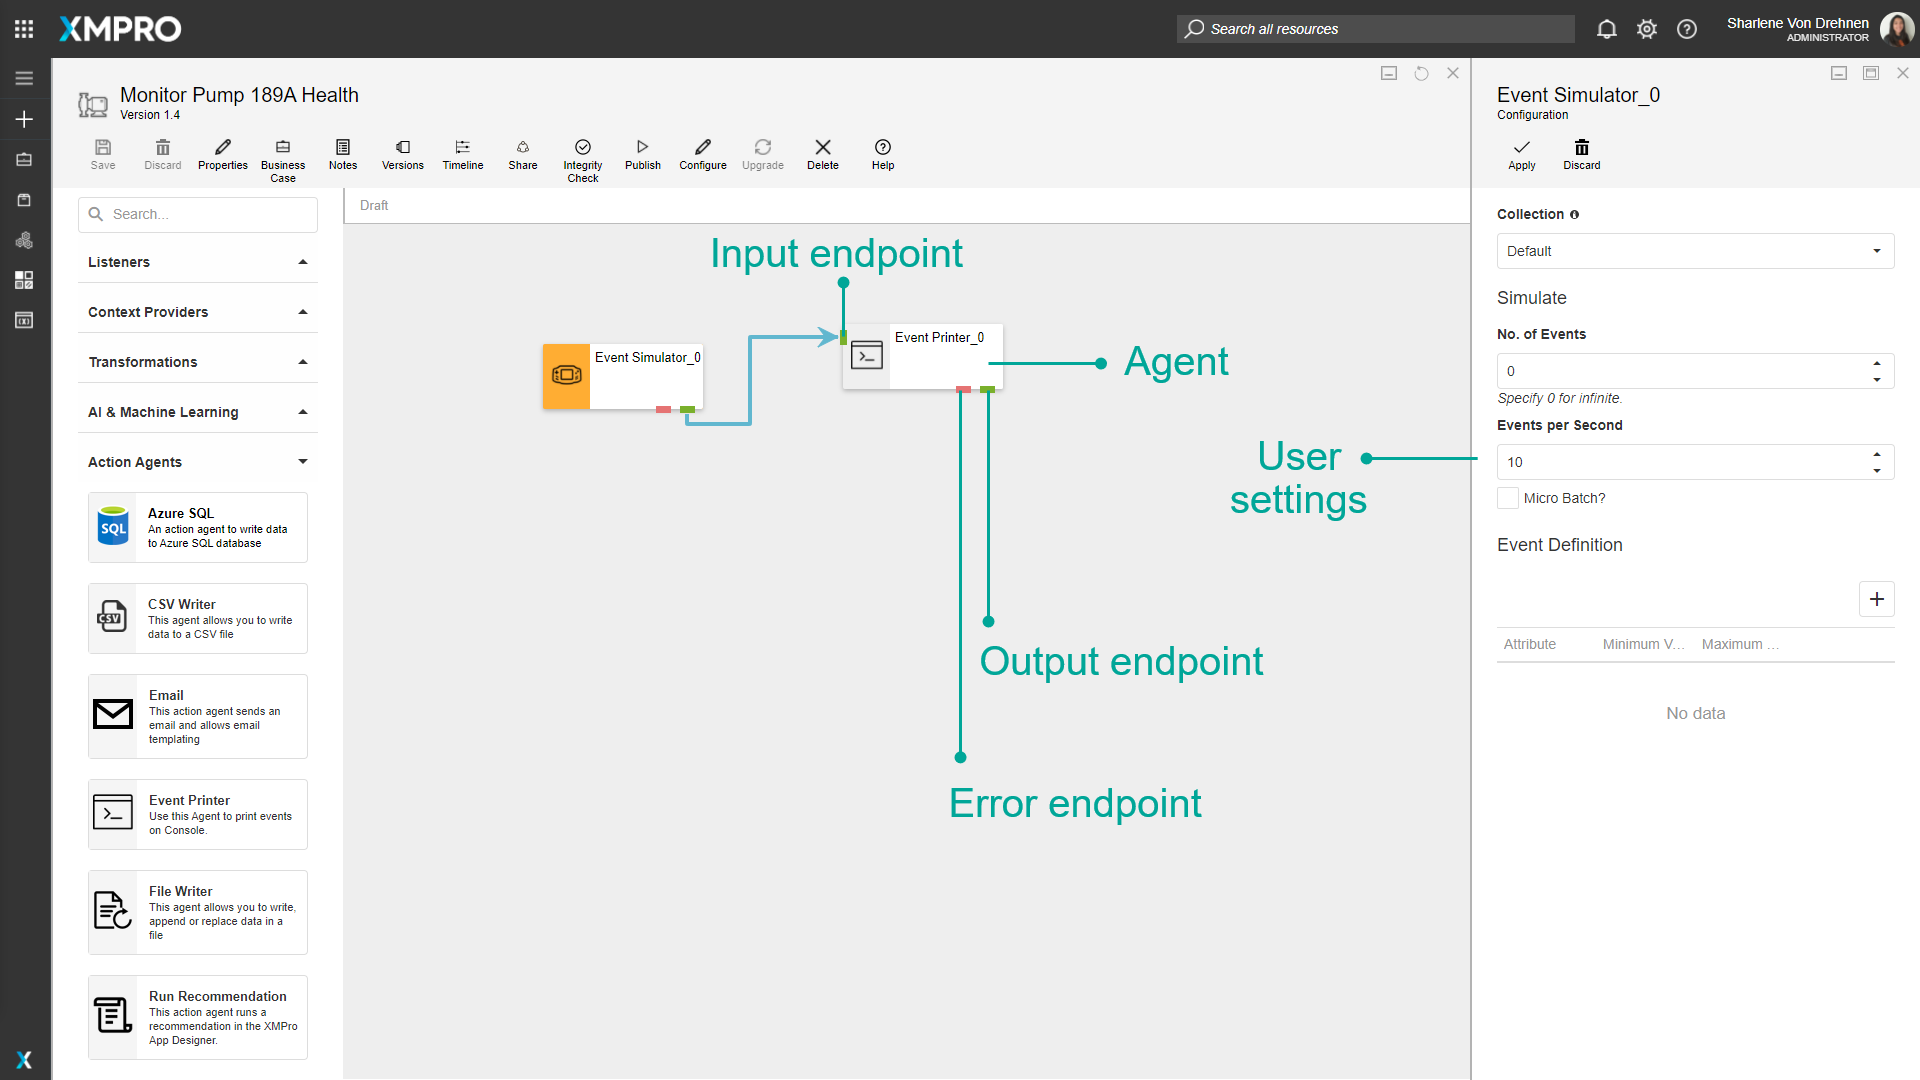 XMPRO
Search all resources
Sharlene Von Drehnen
ADMINISTRATOR
Monitor Pump 189A Health
Version 1.4
Save
Discard
Properties
Business
Case
Notes
Versions
Timeline
Share
Integrity
Check
Publish
Configure
Upgrade
Delete
Help
Search...
Listeners
Context Providers
Transformations
AI & Machine Learning
Action Agents
SQL
Azure SQL
An action agent to write data
to Azure SQL database
CSV
CSV Writer
This agent allows you to write
data to a CSV file
Email
This action agent sends an
email and allows email
templating
Event Printer
Use this Agent to print events
on Console.
File Writer
This agent allows you to write,
append or replace data in a
file
Run Recommendation
This action agent runs a
recommendation in the XMPro
App Designer.
X
Draft
Input endpoint
Event Simulator_0
Event Printer_0
Agent
User
settings
Output endpoint
Error endpoint
Event Simulator_0
Configuration
Apply
Discard
Collection
Default
Simulate
No. of Events
0
Specify 0 for infinite.
Events per Second
10
Micro Batch?
Event Definition
Attribute
Minimum V...
Maximum ...
No data